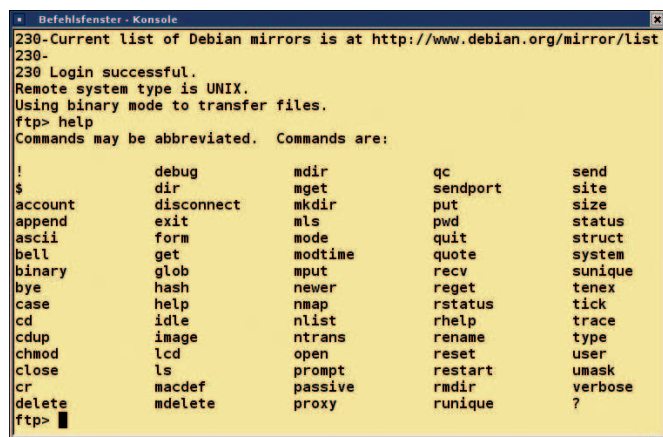 Befehlsfenster - Konsole
230-Current list of Debian mirrors is at http://www.debian.org/mirror/list
230-
230 Login successful.
Remote system type is UNIX.
Using binary mode to transfer files.
ftp> help
Commands may be abbreviated.  Commands are:

!               debug           mdir            qc              send
$               dir             mget            sendport        site
account         disconnect      mkdir           put             size
append          exit            mls             pwd             status
ascii           form            mode            quit            struct
bell            get             modtime         quote           system
binary          glob            mput            recv            sunique
bye             hash            newer           reget           tenex
case            help            nmap            rstatus         tick
cd              idle            nlist           rhelp           trace
cdup            image           ntrans          rename          type
chmod           lcd             open            reset           user
close           ls              prompt          restart         umask
cr              macdef          passive         rmdir           verbose
delete          mdelete         proxy           runique         ?
ftp>